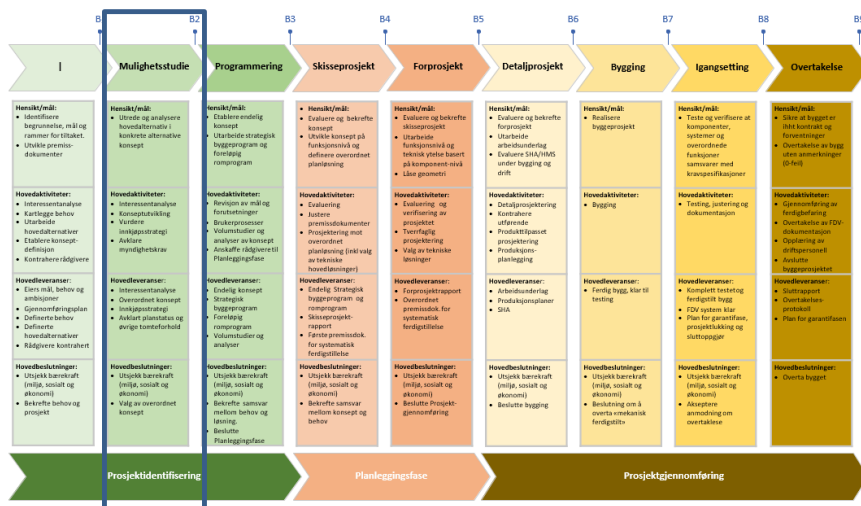 B
B2
B3
B4
B5
B6
B7
B8
B9
I
Mulighetsstudie
Programmering
Skisseprosjekt
Forprosjekt
Detaljprosjekt
Bygging
Igangsetting
Overtakelse
Hensikt/mål:
• Identifisere
begrunnelse, mål og
rammer for tiltaket.
• Utvikle premiss-
dokumenter
Hovedaktiviteter:
• Interessentanalyse
• Kartlegge behov
• Utarbeide
hovedalternativer
• Etablere konsept-
definisjon
• Kontrahere rådgivere
Hovedleveranser:
• Eiers mål, behov og
ambisjoner
• Gjennomføringsplan
• Definerte behov
• Definerte
hovedalternativer
• Rådgivere kontrahert
Hovedbeslutninger:
• Utsjekk bærekraft
(miljø, sosialt og
økonomi)
• Bekrefte behov og
prosjekt
Hensikt/mål:
• Utrede og analysere
hovedalternativ i
konkrete alternative
konsept
Hovedaktiviteter:
• Interessentanalyse
• Konseptutvikling
• Vurdere
innkjøpsstrategi
• Avklare
myndighetskrav
Hovedleveranser:
• Interessentanalyse
• Overordnet konsept
• Innkjøpsstrategi
• Avklart planstatus og
øvrige tomteforhold
Hovedbeslutninger:
• Utsjekk bærekraft
(miljø, sosialt og
økonomi)
• Valg av overordnet
konsept
Hensikt/mål:
• Etablere endelig
konsept
• Utarbeide strategisk
byggeprogram og
foreløpig
romprogram
Hovedaktiviteter:
• Revisjon av mål og
forutsetninger
• Brukerprosesser
• Volumstudier og
analyser av konsept
• Anskaffe rådgivere til
Planleggingsfase
Hovedleveranser:
• Endelig konsept
• Strategisk
byggeprogram
• Foreløpig
romprogram
• Volumstudier og
analyser
Hovedbeslutninger:
• Utsjekk bærekraft
(miljø, sosialt og
økonomi)
• Bekrefte samsvar
mellom behov og
løsning.
• Beslutte
Planleggingsfase
Hensikt/mål:
• Evaluere og bekrefte
konsept
• Utvikle konsept på
funksjonsnivå og
definere overordnet
planløsning
Hovedaktiviteter:
• Evaluering
• Justere
premissdokumenter
• Prosjektering mot
overordnet
planløsning (inkl valg
av tekniske
hovedløsninger)
Hovedleveranser:
• Endelig Strategisk
byggeprogram og
romprogram
• Skisseprosjekt-
rapport
• Første premissdok.
for systematisk
ferdigstillelse
Hovedbeslutninger:
• Utsjekk bærekraft
(miljø, sosialt og
økonomi)
• Bekrefte samsvar
mellom konsept og
behov
Hensikt/mål:
• Evaluere og bekrefte
skisseprosjekt
• Utarbeide
funksjonsnivå og
teknisk ytelse basert
på komponent-nivå
• Låse geometri
Hovedaktiviteter:
• Evaluering og
verifisering av
prosjektet
• Tverrfaglig
prosjektering
• Valg av tekniske
løsninger
Hovedleveranser:
• Forprosjektrapport
• Overordnet
premissdok. for
systematisk
ferdigstillelse
Hovedbeslutninger:
• Utsjekk bærekraft
(miljø, sosialt og
økonomi)
• Beslutte Prosjekt-
gjennomføring
Hensikt/mål:
• Evaluere og bekrefte
forprosjekt
• Utarbeide
arbeidsunderlag
• Evaluere SHA/HMS
under bygging og
drift
Hovedaktiviteter:
• Detaljprosjektering
• Kontrahere
utførende
• Produkttilpasset
prosjektering
• Produksjons-
planlegging
Hovedleveranser:
• Arbeidsunderlag
• Produksjonsplaner
• SHA
Hovedbeslutninger:
• Utsjekk bærekraft
(miljø, sosialt og
økonomi)
• Beslutte bygging
Hensikt/mål:
• Realisere
byggeprosjekt
Hovedaktiviteter:
• Bygging
Hovedleveranser:
• Ferdig bygg, klar til
testing
Hovedbeslutninger:
• Utsjekk bærekraft
(miljø, sosialt og
økonomi)
• Beslutning om å
overta «mekanisk
ferdigstilt»
Hensikt/mål:
• Teste og verifisere at
komponenter,
systemer og
overordnede
funksjoner
samsvarer med
kravspesifikasjoner
Hovedaktiviteter:
• Testing, justering og
dokumentasjon
Hovedleveranser:
• Komplett testet og
ferdigstilt bygg
• FDV system klar
• Plan for garantifase,
prosjektlukking og
sluttoppgjør
Hovedbeslutninger:
• Utsjekk bærekraft
(miljø, sosialt og
økonomi)
• Akseptere
anmodning om
overtaklese
Hensikt/mål:
• Sikre at bygget er
ihht kontrakt og
forventninger
• Overtakelse av bygg
uten anmerkninger
(0-feil)
Hovedaktiviteter:
• Gjennomføring av
ferdigbefaring
• Overtakelse av FDV-
dokumentasjon
• Opplæring av
driftspersonell
• Avslutte
byggeprosjektet
Hovedleveranser:
• Sluttrapport
• Overtakelses-
protokoll
• Plan for garantifasen
Hovedbeslutninger:
• Overta bygget
Prosjektidentifisering
Planleggingsfase
Prosjektgjennomføring